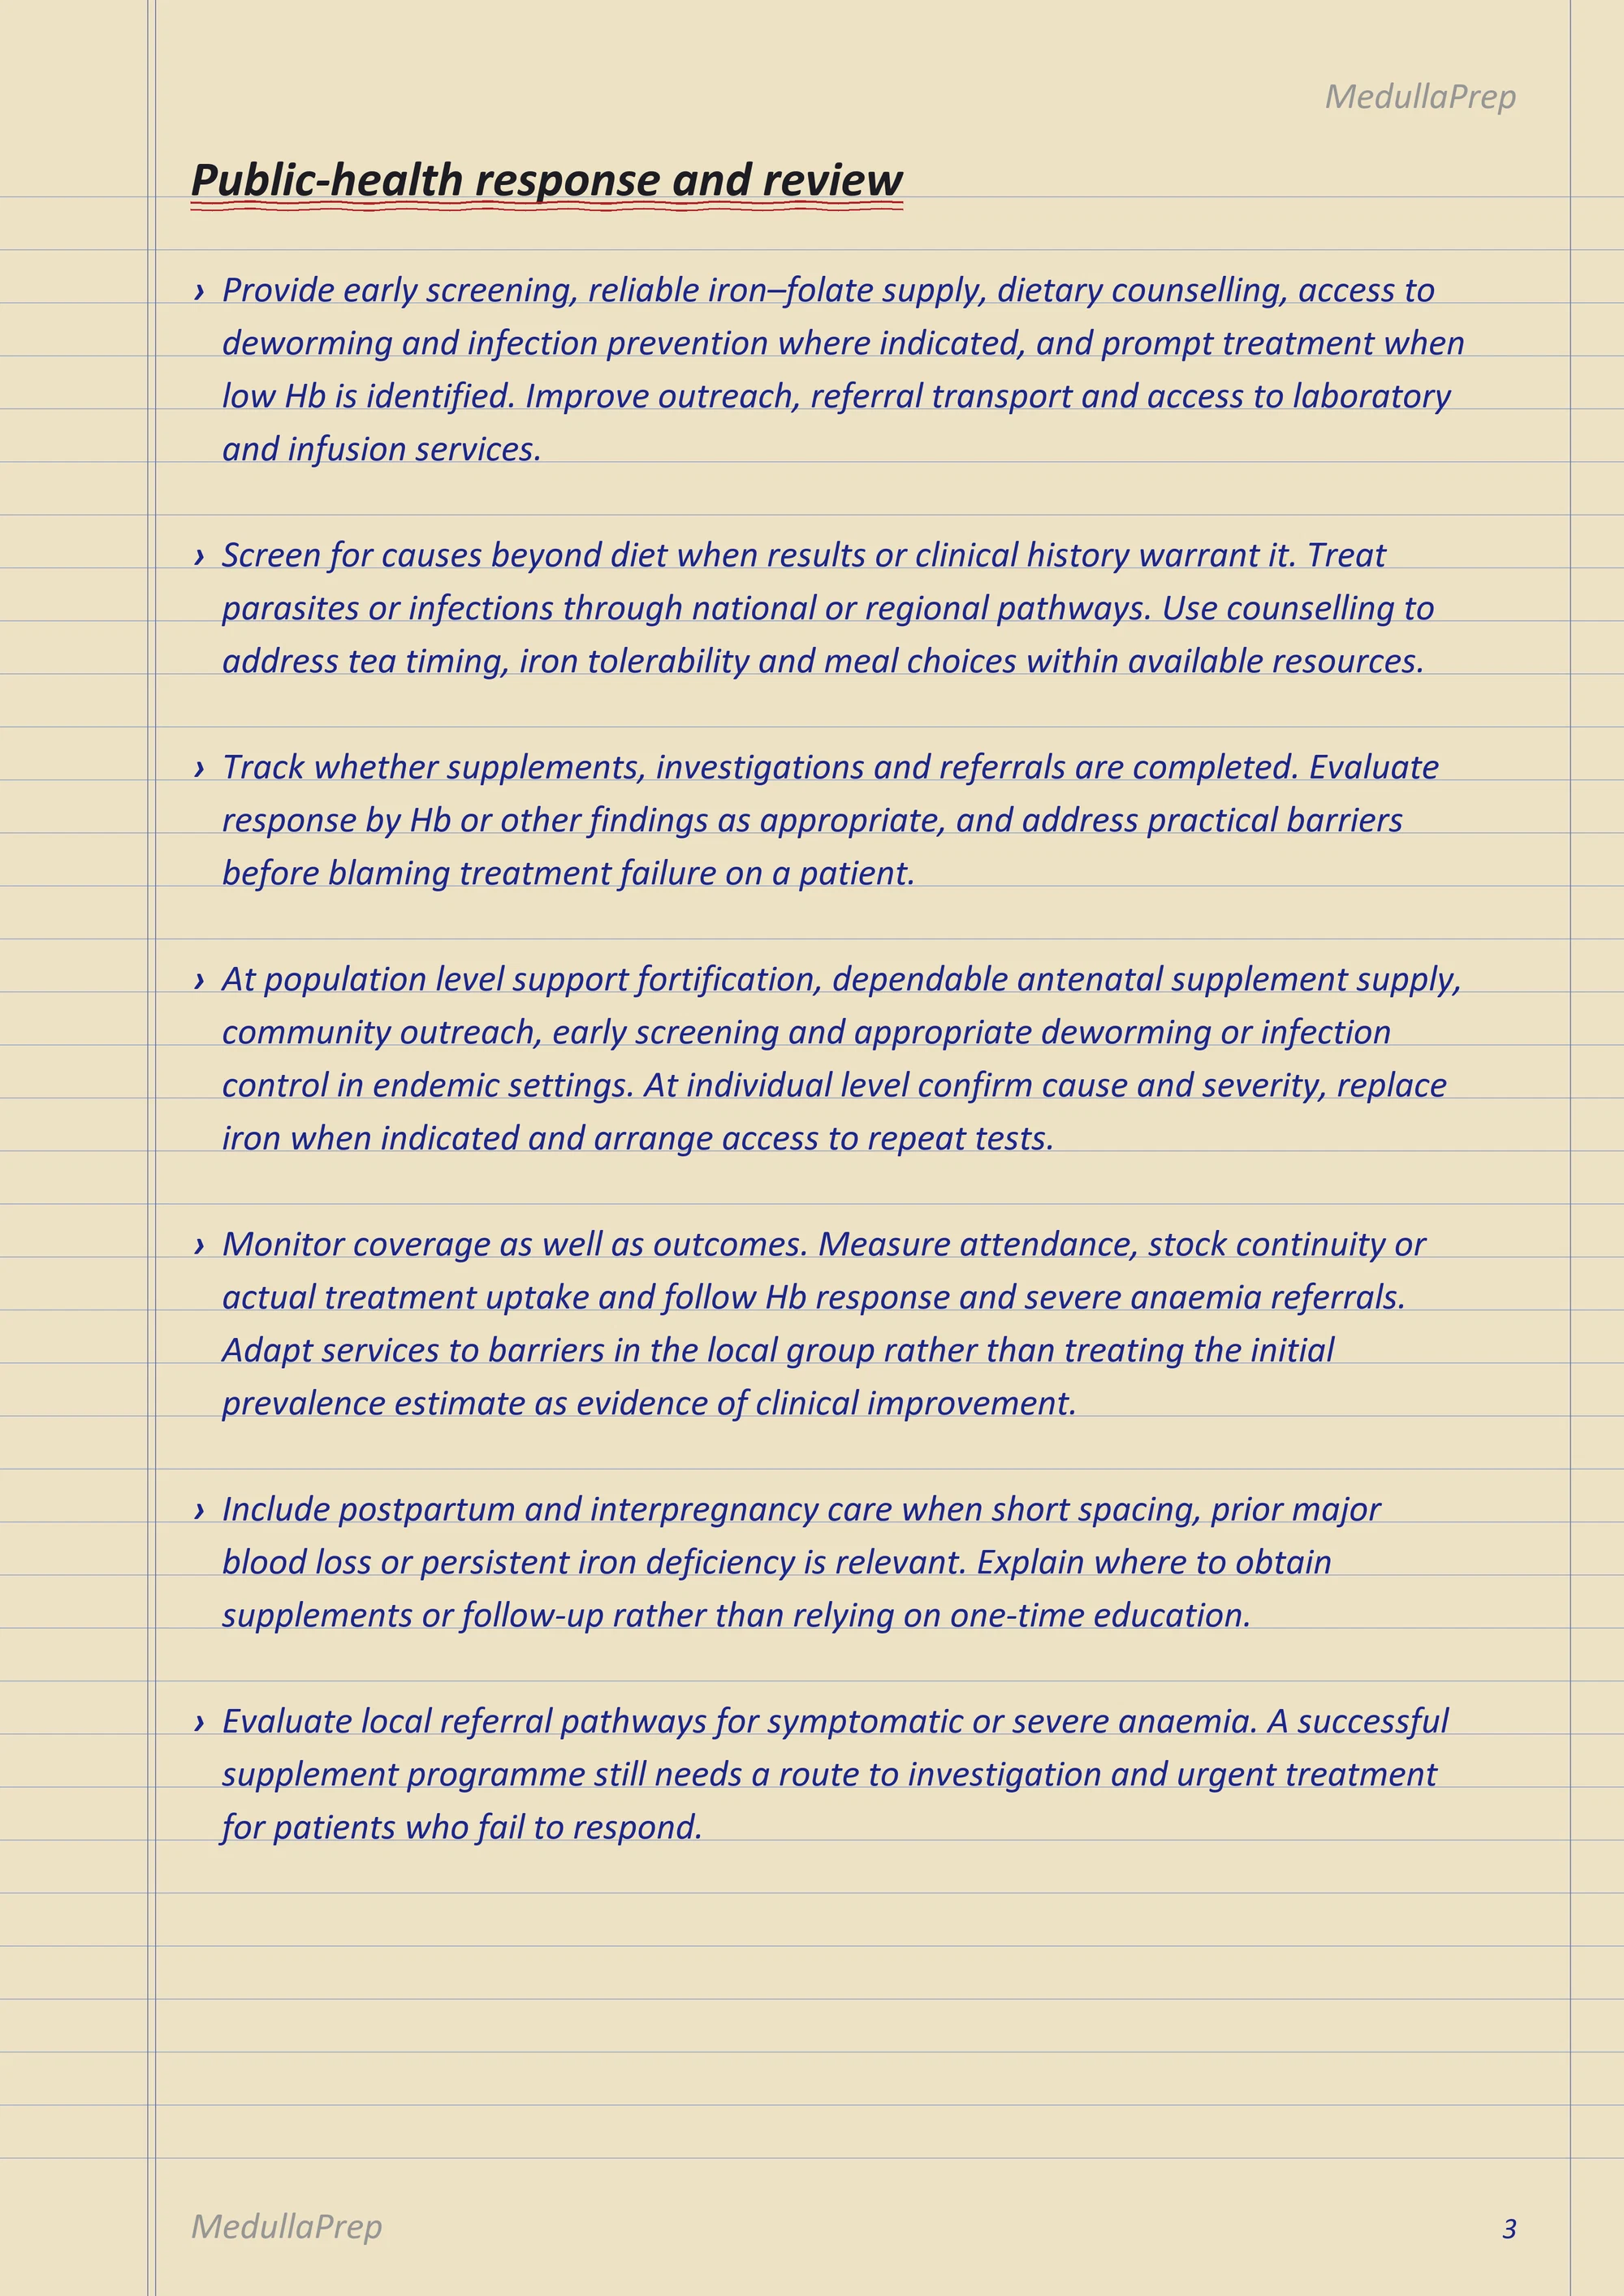 MedullaPrep
Public-health response and review
› Provide early screening, reliable iron–folate supply, dietary counselling, access to
deworming and infection prevention where indicated, and prompt treatment when
low Hb is identified. Improve outreach, referral transport and access to laboratory
and infusion services.
› Screen for causes beyond diet when results or clinical history warrant it. Treat
parasites or infections through national or regional pathways. Use counselling to
address tea timing, iron tolerability and meal choices within available resources.
› Track whether supplements, investigations and referrals are completed. Evaluate
response by Hb or other findings as appropriate, and address practical barriers
before blaming treatment failure on a patient.
› At population level support fortification, dependable antenatal supplement supply,
community outreach, early screening and appropriate deworming or infection
control in endemic settings. At individual level confirm cause and severity, replace
iron when indicated and arrange access to repeat tests.
› Monitor coverage as well as outcomes. Measure attendance, stock continuity or
actual treatment uptake and follow Hb response and severe anaemia referrals.
Adapt services to barriers in the local group rather than treating the initial
prevalence estimate as evidence of clinical improvement.
› Include postpartum and interpregnancy care when short spacing, prior major
blood loss or persistent iron deficiency is relevant. Explain where to obtain
supplements or follow-up rather than relying on one-time education.
› Evaluate local referral pathways for symptomatic or severe anaemia. A successful
supplement programme still needs a route to investigation and urgent treatment
for patients who fail to respond.
MedullaPrep
3